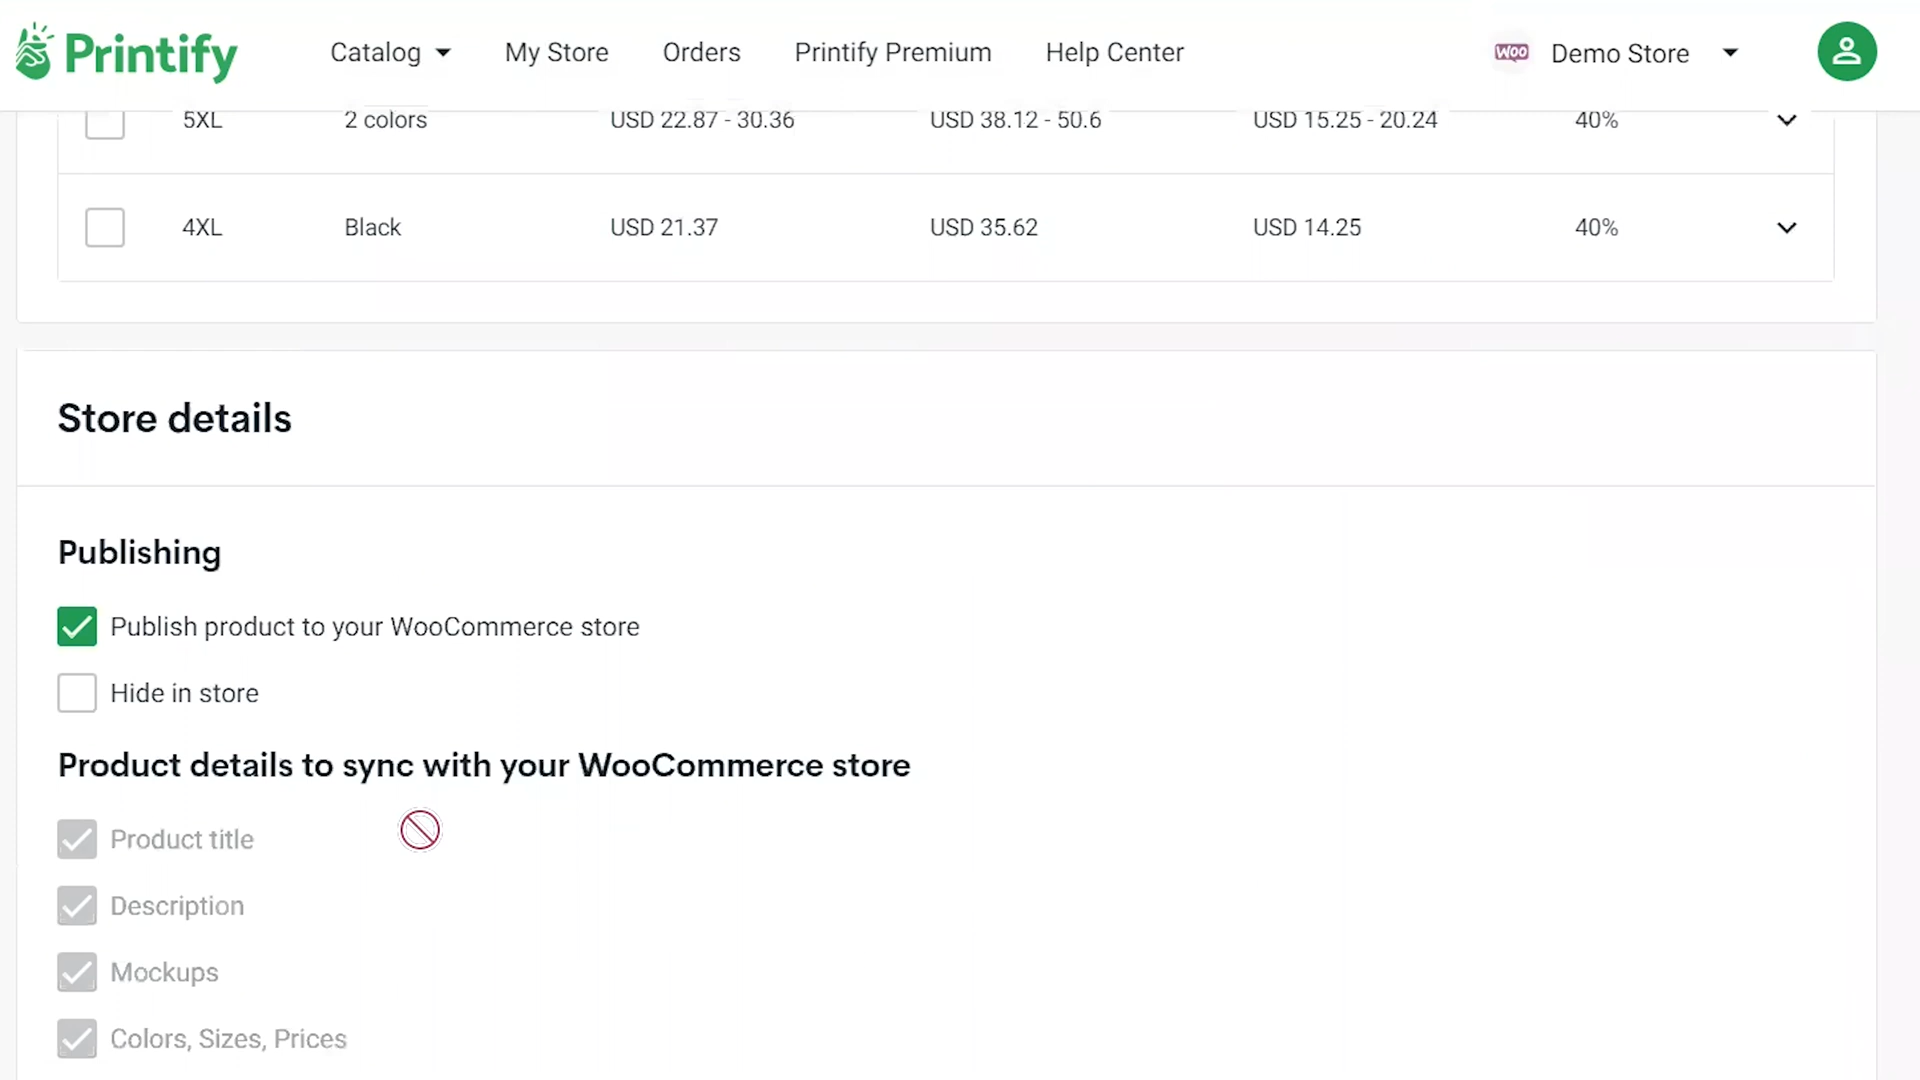 Printify
Catalog My Store Orders Printify Premium Help Center Woo Demo Store
5XL 2 colors USD 22.87 - 30.36 USD 38.12 - 50.6 USD 15.25 - 20.24 40%
4XL Black USD 21.37 USD 35.62 USD 14.25 40%
Store details
Publishing
Publish product to your WooCommerce store
Hide in store
Product details to sync with your WooCommerce store
Product title
Description
Mockups
Colors, Sizes, Prices